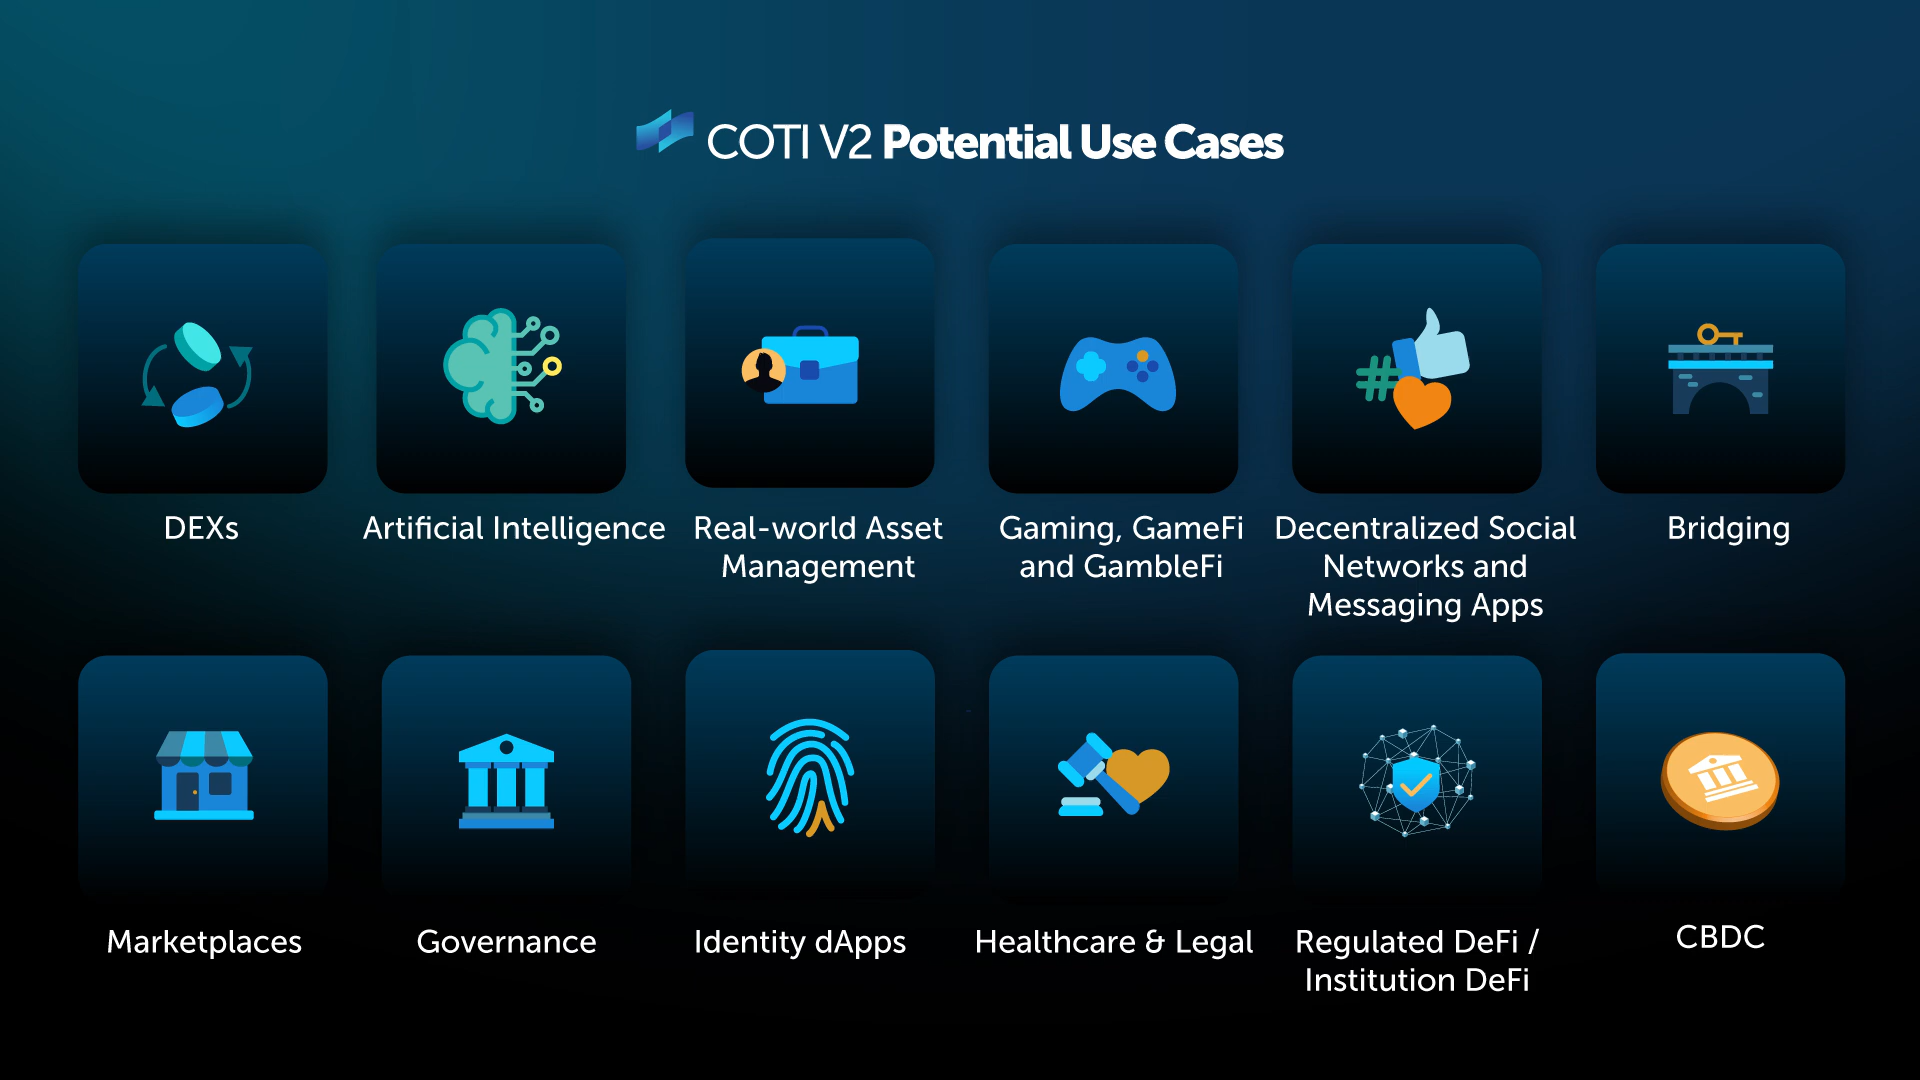 COTI V2 Potential Use Cases
DEXs
Artificial Intelligence
Real-world Asset
Management
Gaming, GameFi
and GambleFi
Decentralized Social
Networks and
Messaging Apps
Bridging
Marketplaces
Governance
Identity dApps
Healthcare & Legal
Regulated DeFi /
Institution DeFi
CBDC